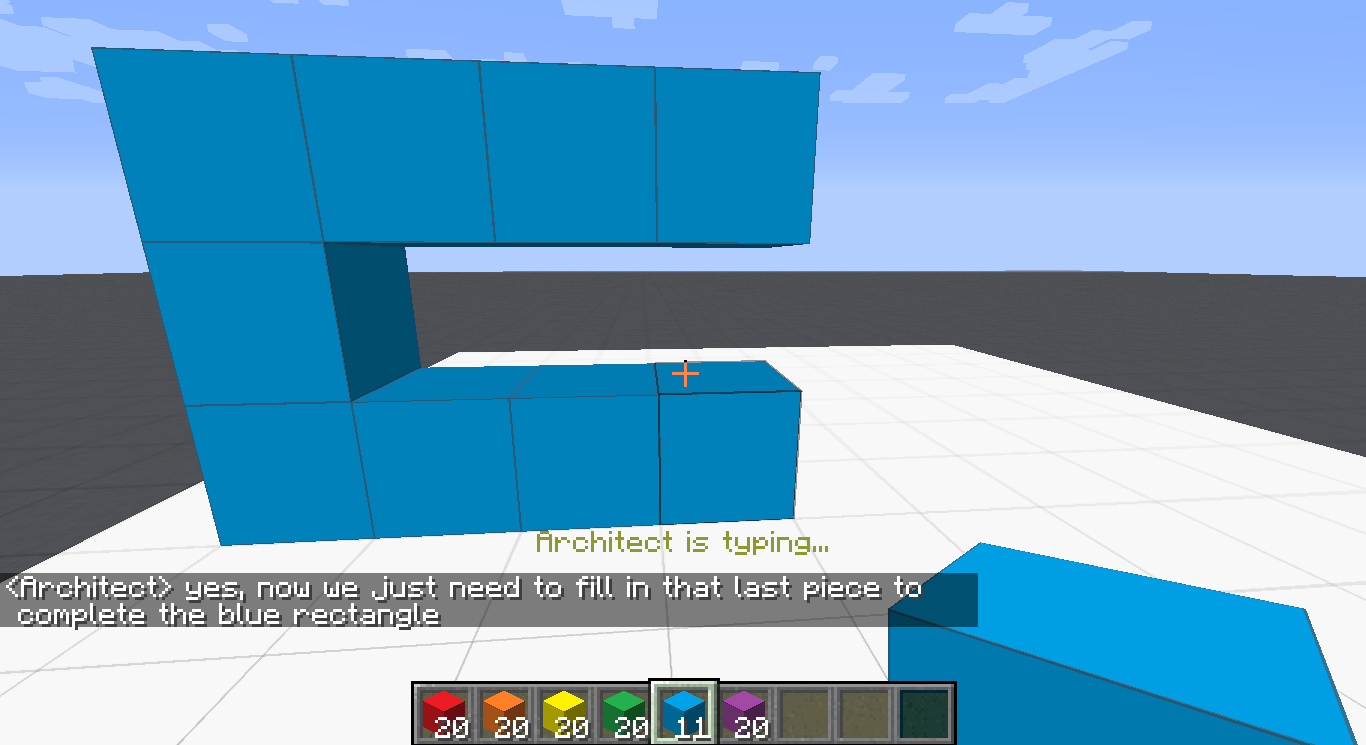 Architect is typing...
<Architect> yes, now we just need to fill in that last piece to
complete the blue rectangle
20 20 20 20 11 20